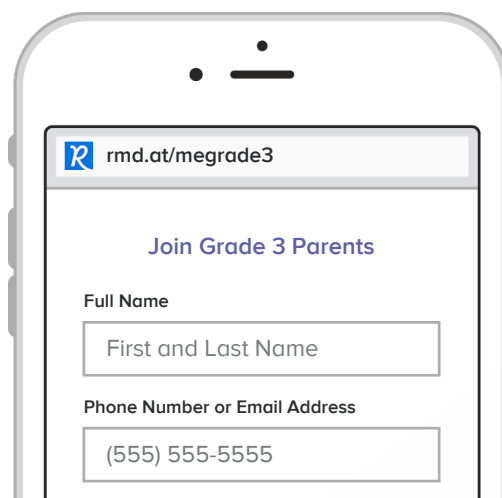 rmd.at/megrade3
Join Grade 3 Parents
Full Name
First and Last Name
Phone Number or Email Address
(555) 555-5555